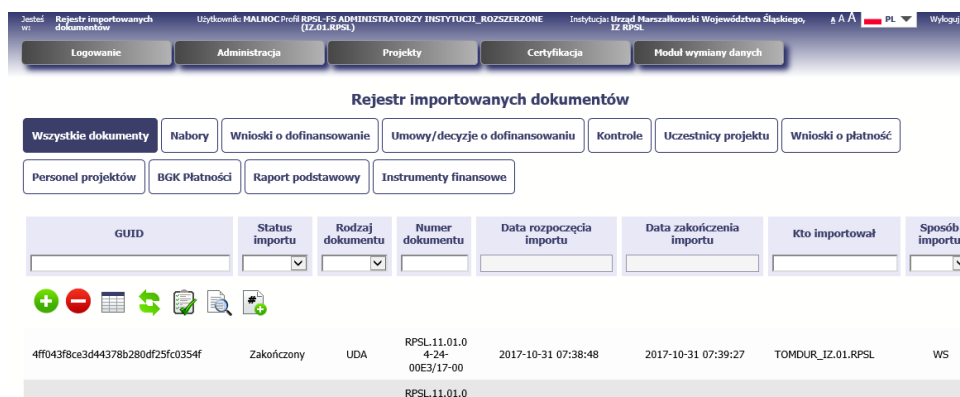 Jesteś w: Rejestr importowanych dokumentów Użytkownik: MALNOC Profil RPSL-FS ADMINISTRATORZY INSTYTUCJI_ROZSZERZONE (IZ.01.RPSL) Instytucja: Urząd Marszałkowski Województwa Śląskiego, IZ RPSL A A A PL Wyloguj
Logowanie Administracja Projekty Certyfikacja Moduł wymiany danych
Rejestr importowanych dokumentów
Wszystkie dokumenty Nabory Wnioski o dofinansowanie Umowy/decyzje o dofinansowaniu Kontrole Uczestnicy projektu Wnioski o płatność
Personel projektów BGK Płatności Raport podstawowy Instrumenty finansowe
GUID Status importu Rodzaj dokumentu Numer dokumentu Data rozpoczęcia importu Data zakończenia importu Kto importował Sposób importu
4ff043f8ce3d44378b280df25fc0354f Zakończony UDA RPSL.11.01.04-24-00E3/17-00 2017-10-31 07:38:48 2017-10-31 07:39:27 TOMDUR_IZ.01.RPSL WS
RPSL.11.01.0